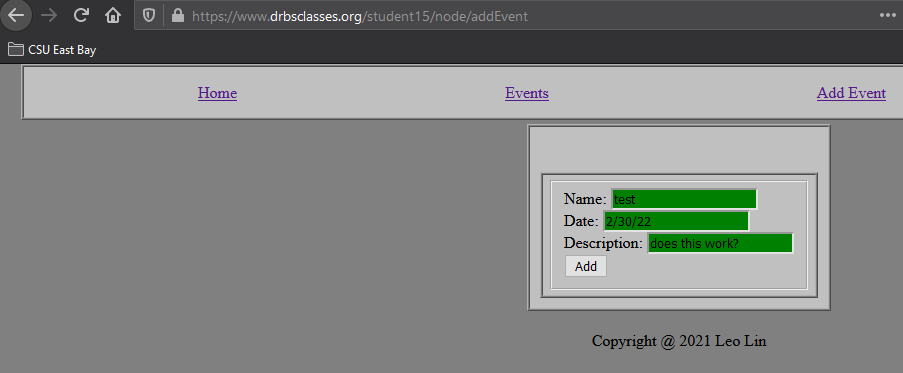 https://www.drbsclasses.org/student15/node/addEvent
CSU East Bay
Home Events Add Event
Name: test
Date: 2/30/22
Description: does this work?
Add
Copyright @ 2021 Leo Lin